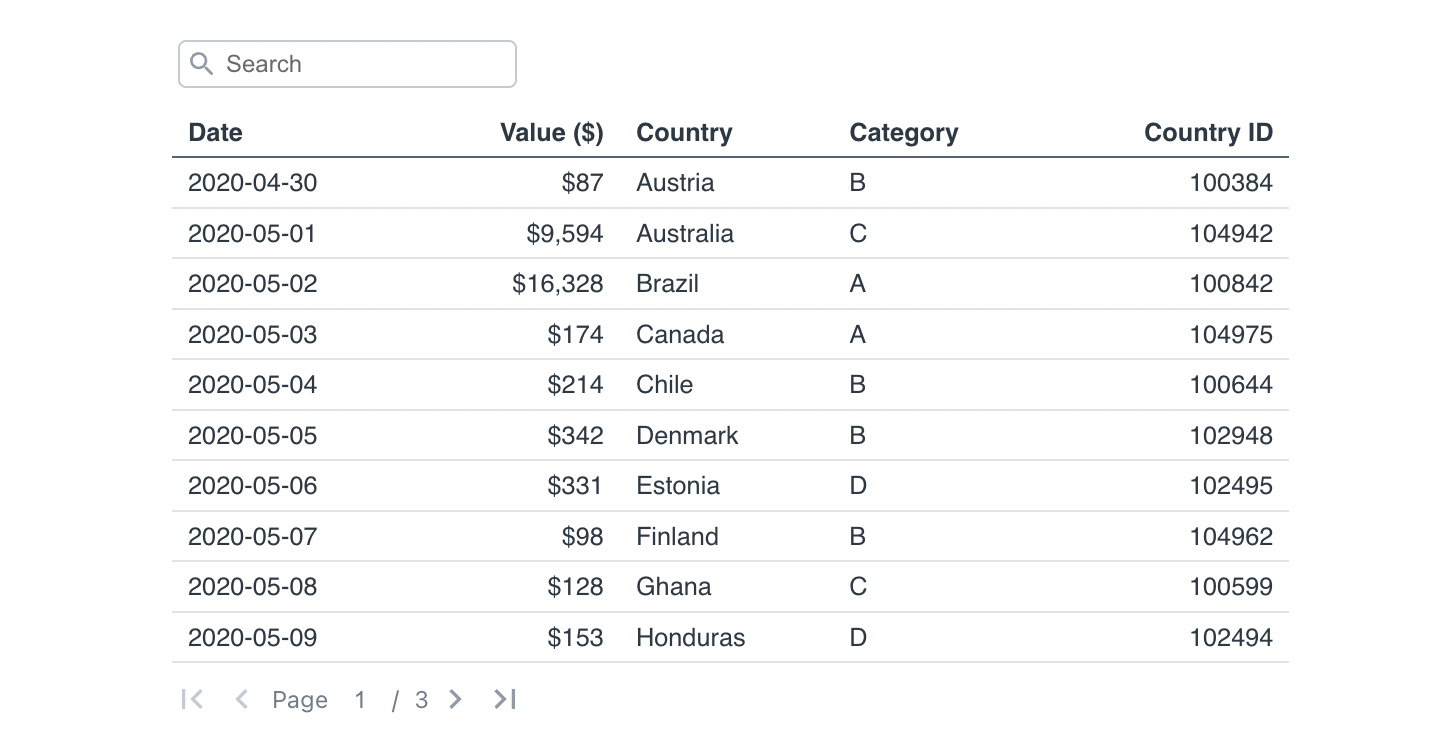 Search
Date Value ($) Country Category Country ID
2020-04-30 $87 Austria B 100384
2020-05-01 $9,594 Australia C 104942
2020-05-02 $16,328 Brazil A 100842
2020-05-03 $174 Canada A 104975
2020-05-04 $214 Chile B 100644
2020-05-05 $342 Denmark B 102948
2020-05-06 $331 Estonia D 102495
2020-05-07 $98 Finland B 104962
2020-05-08 $128 Ghana C 100599
2020-05-09 $153 Honduras D 102494
Page 1 / 3